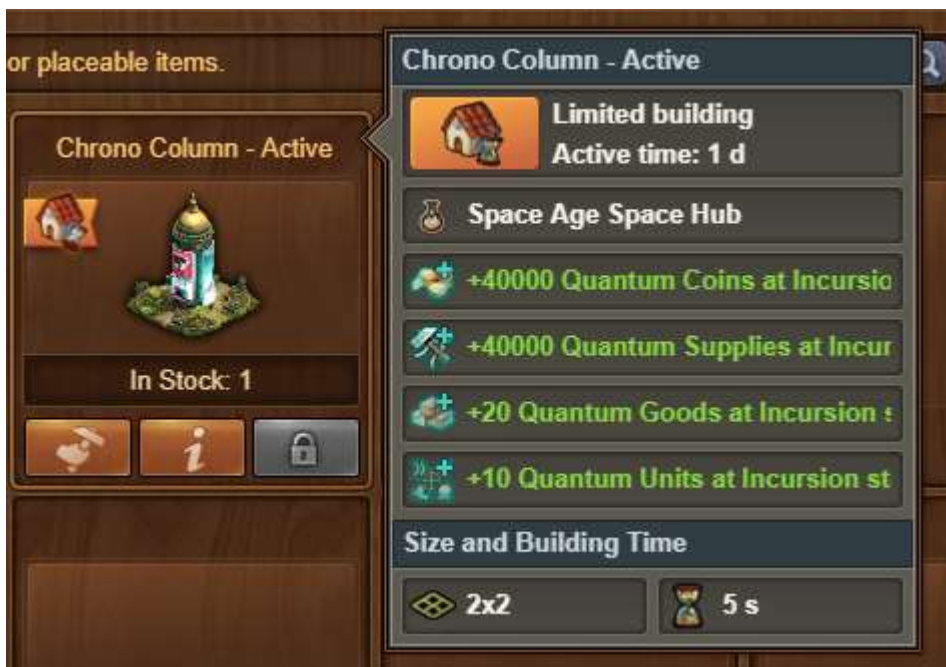 or placeable items.
Chrono Column - Active
In Stock: 1
Chrono Column - Active
Limited building
Active time: 1 d
Space Age Space Hub
+40000 Quantum Coins at Incursio
+40000 Quantum Supplies at Incur
+20 Quantum Goods at Incursion s
+10 Quantum Units at Incursion st
Size and Building Time
2x2
5 s